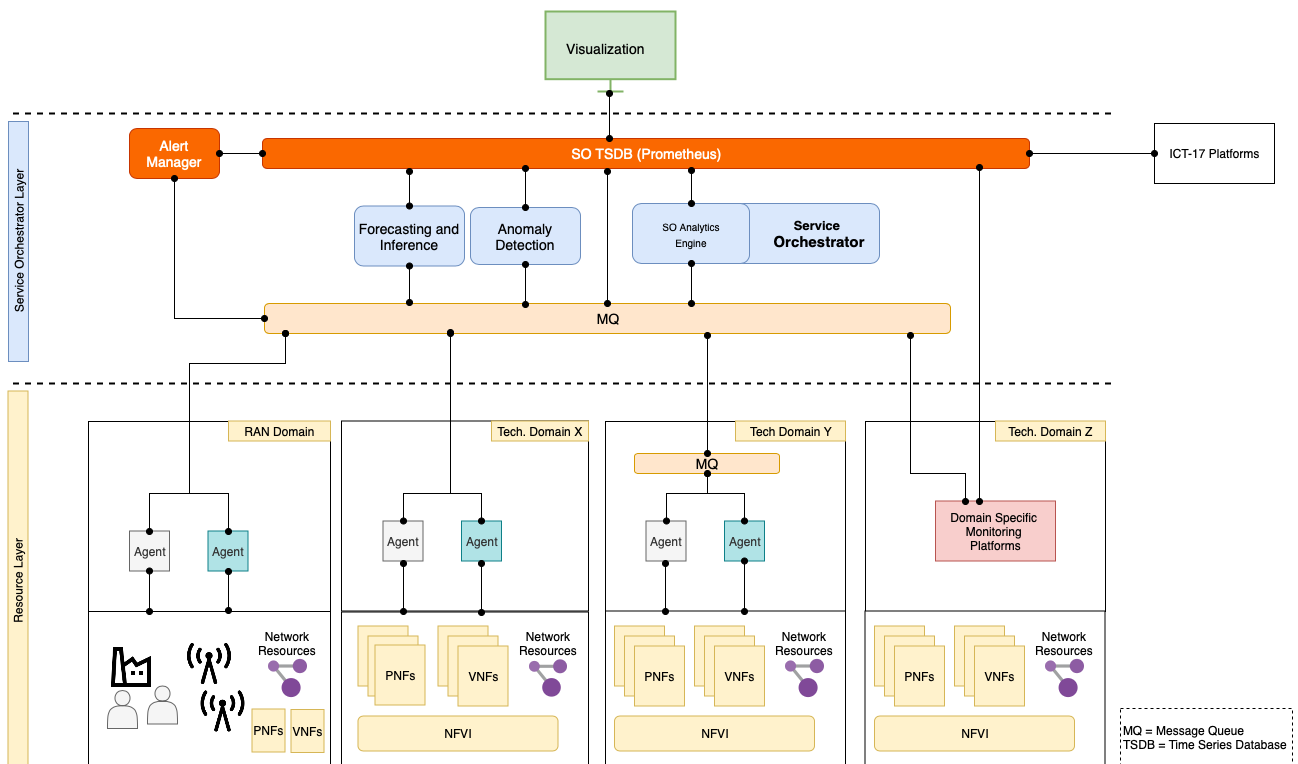 Visualization
Alert
Manager
SO TSDB (Prometheus)
ICT-17 Platforms
Service Orchestrator Layer
Forecasting and
Inference
Anomaly
Detection
SO Analytics
Engine
Service
Orchestrator
MQ
Resource Layer
RAN Domain
Tech. Domain X
Tech Domain Y
Tech. Domain Z
MQ
Agent
Agent
Agent
Agent
Agent
Agent
Domain Specific
Monitoring
Platforms
Network
Resources
PNFs
VNFs
PNFs
VNFs
Network
Resources
NFVI
PNFs
VNFs
Network
Resources
NFVI
PNFs
VNFs
Network
Resources
NFVI
MQ = Message Queue
TSDB = Time Series Database